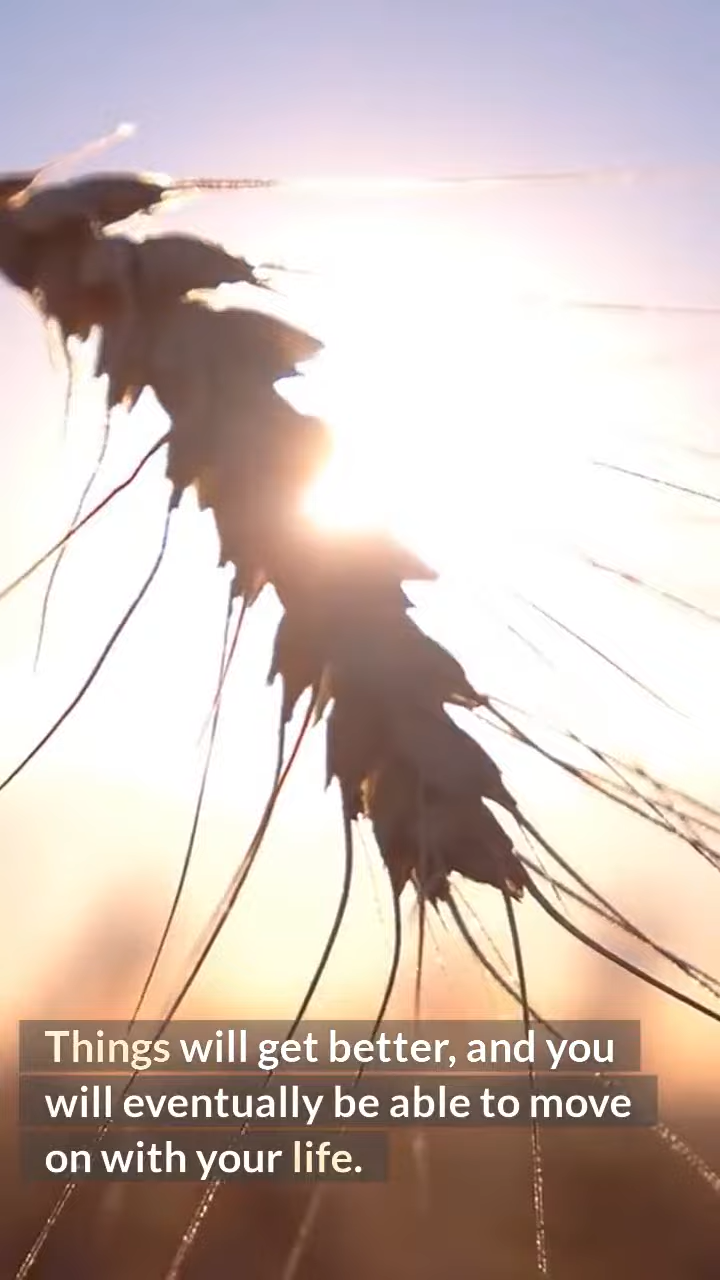 Things will get better, and you
will eventually be able to move
on with your life.